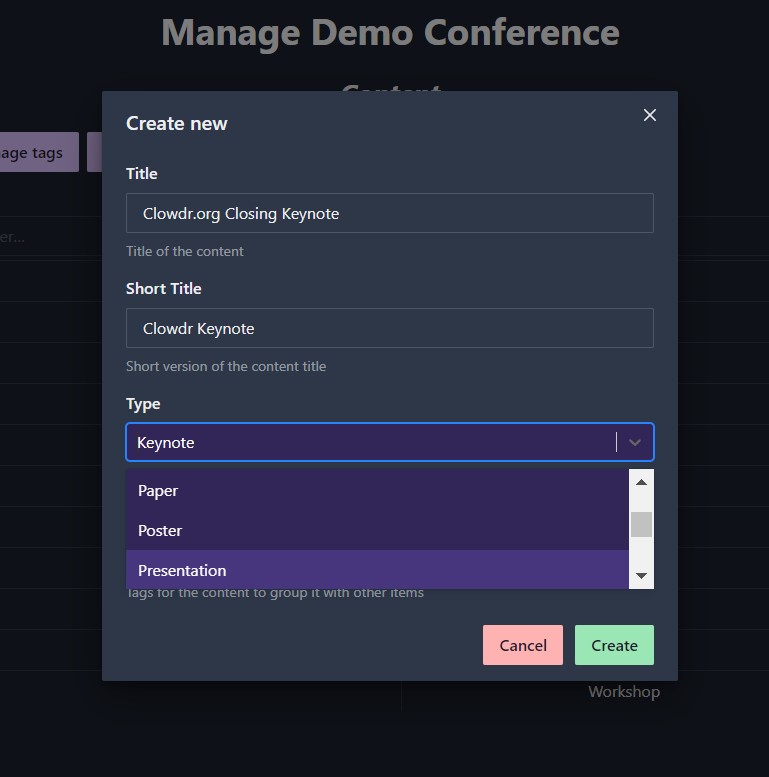 Manage Demo Conference
Content
Create new
age tags
Title
Clowdr.org Closing Keynote
er...
Title of the content
Short Title
Clowdr Keynote
Short version of the content title
Type
Keynote
Paper
Poster
Presentation
Tags for the content to group it with other items
Cancel
Create
Workshop